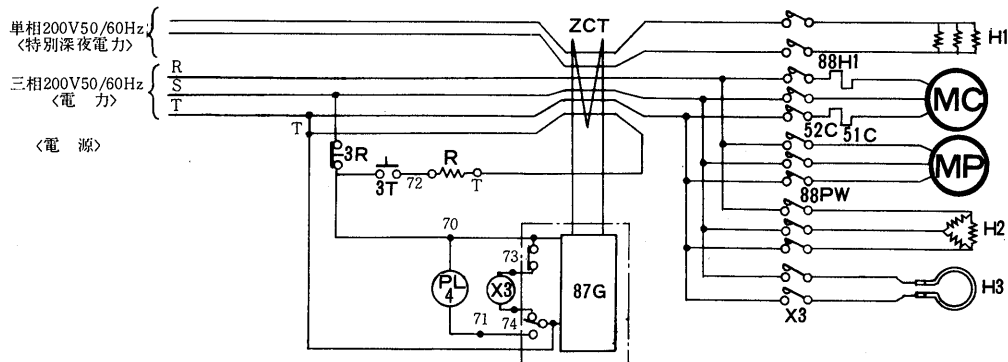 単相200V50/60Hz
〈特別深夜電力〉
三相200V50/60Hz
〈電 力〉
〈電 源〉
R
S
T
T
ZCT
3R
3T
72
R
T
70
PL
4
X3
73
74
71
87G
88H1
52C
51C
88PW
X3
MC
MP
H1
H2
H3